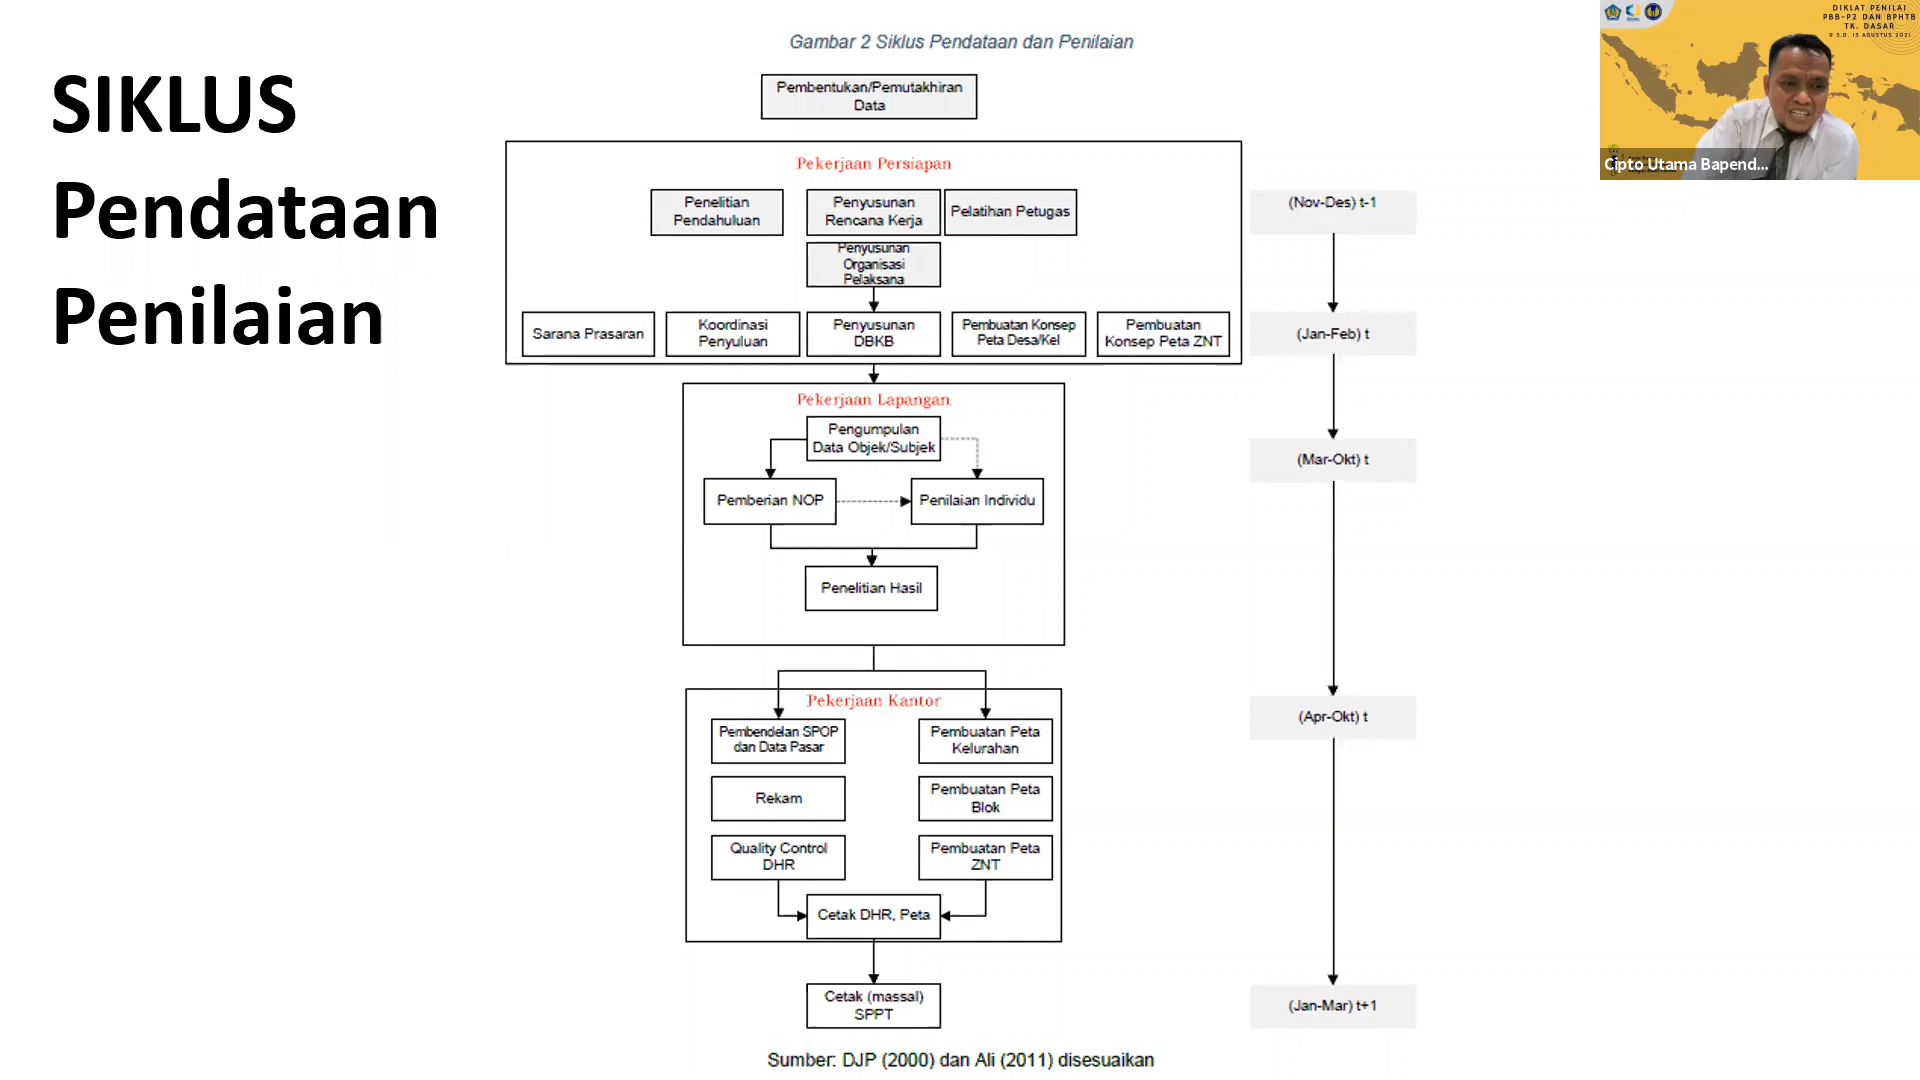 SIKLUS
Pendataan
Penilaian
Gambar 2 Siklus Pendataan dan Penilaian
Pembentukan/Pemutakhiran
Data
Pekerjaan Persiapan
Penelitian
Pendahuluan
Penyusunan
Rencana Kerja
Pelatihan Petugas
(Nov-Des) t-1
Penyusunan
Organisasi
Pelaksana
Sarana Prasaran
Koordinasi
Penyuluan
Penyusunan
DBKB
Pembuatan Konsep
Peta Desa/Kel
Pembuatan
Konsep Peta ZNT
(Jan-Feb) t
Pekerjaan Lapangan
Pengumpulan
Data Objek/Subjek
(Mar-Okt) t
Pemberian NOP
Penilaian Individu
Penelitian Hasil
Pekerjaan Kantor
Pembendelan SPOP
dan Data Pasar
Pembuatan Peta
Kelurahan
(Apr-Okt) t
Rekam
Pembuatan Peta
Blok
Quality Control
DHR
Pembuatan Peta
ZNT
Cetak DHR, Peta
Cetak (massal)
SPPT
(Jan-Mar) t+1
Sumber: DJP (2000) dan Ali (2011) disesuaikan
DIKLAT PENILAI
PBB-P2 DAN BPHTB
TK. DASAR
9 S.D. 13 AGUSTUS 2021
Cipto Utama Bapend...